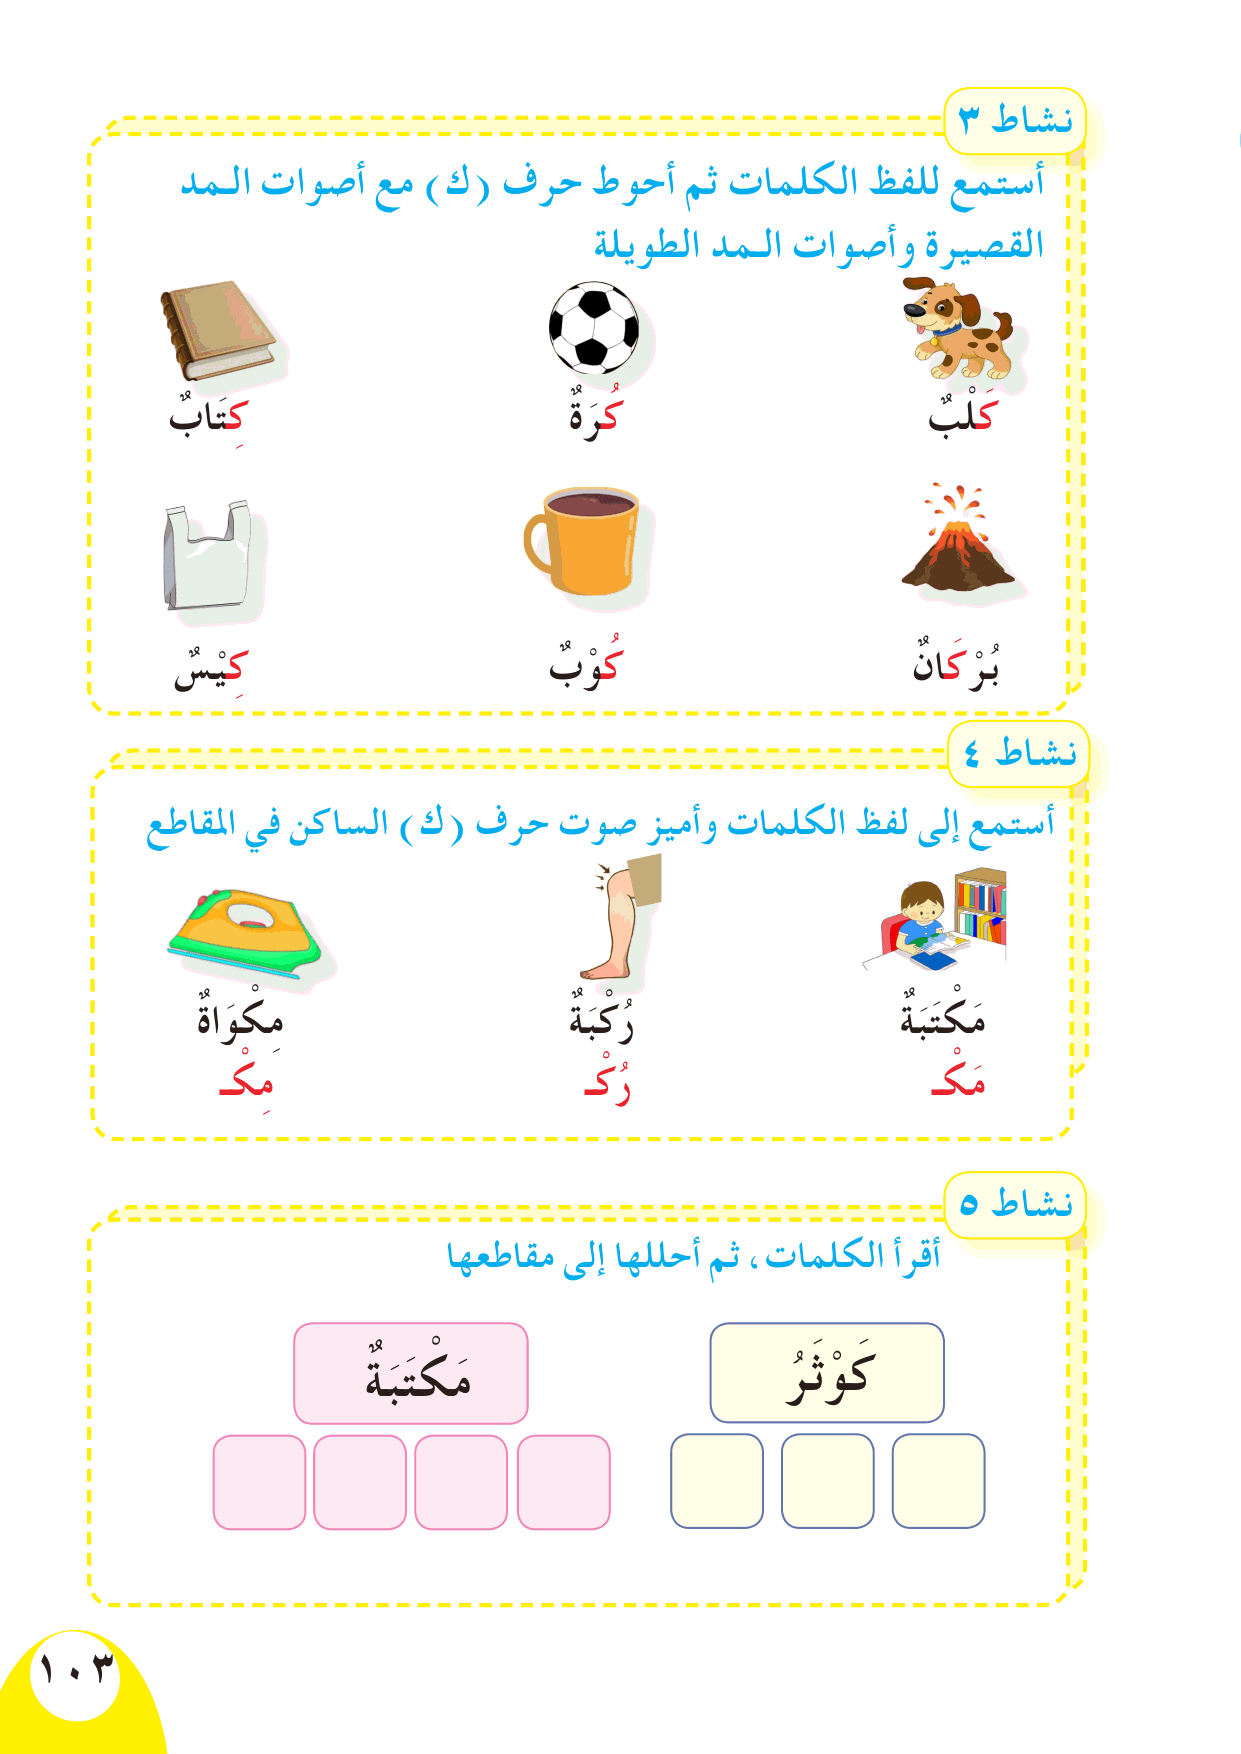 نشاط ٣
أستمع للفظ الكلمات ثم أحوط حرف (ك) مع أصوات المد
القصيرة وأصوات المد الطويلة
كَلْبٌ كُرَةٌ كِتَابٌ
بُرْكَانٌ كُوْبٌ كِيْسٌ
نشاط ٤
أستمع إلى لفظ الكلمات وأميز صوت حرف (ك) الساكن في المقاطع
مَكْتَبَةٌ رُكْبَةٌ مِكْوَاةٌ
مَكْـ رُكْـ مِكْـ
نشاط ٥
أقرأ الكلمات، ثم أحللها إلى مقاطعها
كَوْثَرُ مَكْتَبَةٌ
١٠٣